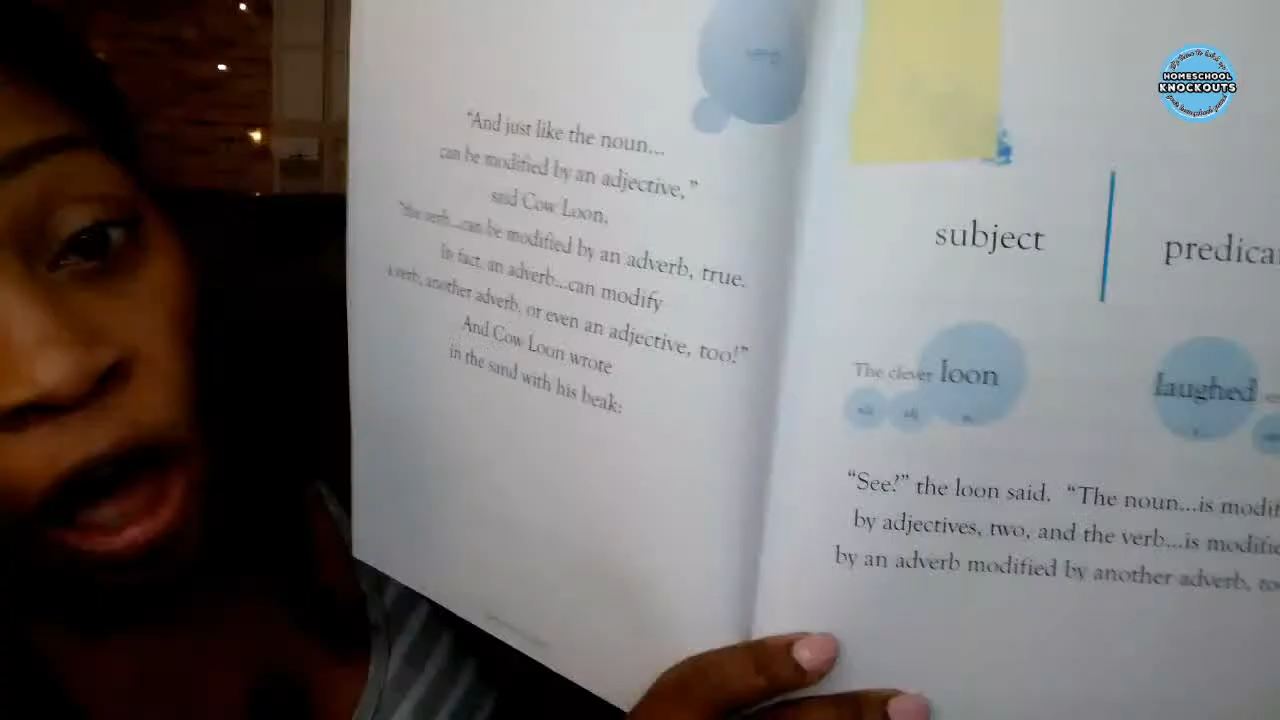 HOMESCHOOL
KNOCKOUTS
"And just like the noun...
can be modified by an adjective,"
said Cow Loon,
"the verb...can be modified by an adverb, true.
In fact, an adverb...can modify
a verb, another adverb, or even an adjective, too!"
And Cow Loon wrote
in the sand with his beak:
subject
predica
The clever loon
laughed
"See?" the loon said. "The noun...is modif
by adjectives, two, and the verb...is modifie
by an adverb modified by another adverb, to